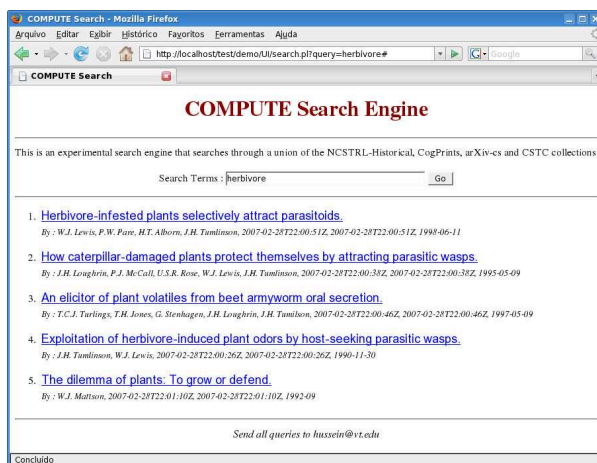 COMPUTE Search - Mozilla Firefox
Arquivo Editar Exibir Histórico Favoritos Ferramentas Ajuda
http://localhost/test/demo/UI/search.pl?query=herbivore# Google
COMPUTE Search
COMPUTE Search Engine
This is an experimental search engine that searches through a union of the NCSTRL-Historical, CogPrints, arXiv-cs and CSTC collections
Search Terms : herbivore Go
1. Herbivore-infested plants selectively attract parasitoids.
By : W.J. Lewis, P.W. Pare, H.T. Alborn, J.H. Tumlinson, 2007-02-28T22:00:51Z, 2007-02-28T22:00:51Z, 1998-06-11
2. How caterpillar-damaged plants protect themselves by attracting parasitic wasps.
By : J.H. Loughrin, P.J. McCall, U.S.R. Rose, W.J. Lewis, J.H. Tumlinson, 2007-02-28T22:00:38Z, 2007-02-28T22:00:38Z, 1995-05-09
3. An elicitor of plant volatiles from beet armyworm oral secretion.
By : T.C.J. Turlings, T.H. Jones, G. Stenhagen, J.H. Loughrin, J.H. Tumilson, 2007-02-28T22:00:46Z, 2007-02-28T22:00:46Z, 1997-05-09
4. Exploitation of herbivore-induced plant odors by host-seeking parasitic wasps.
By : J.H. Tumlinson, W.J. Lewis, 2007-02-28T22:00:26Z, 2007-02-28T22:00:26Z, 1990-11-30
5. The dilemma of plants: To grow or defend.
By : W.J. Mattson, 2007-02-28T22:01:10Z, 2007-02-28T22:01:10Z, 1992-09
Send all queries to hussein@vt.edu
Concluído